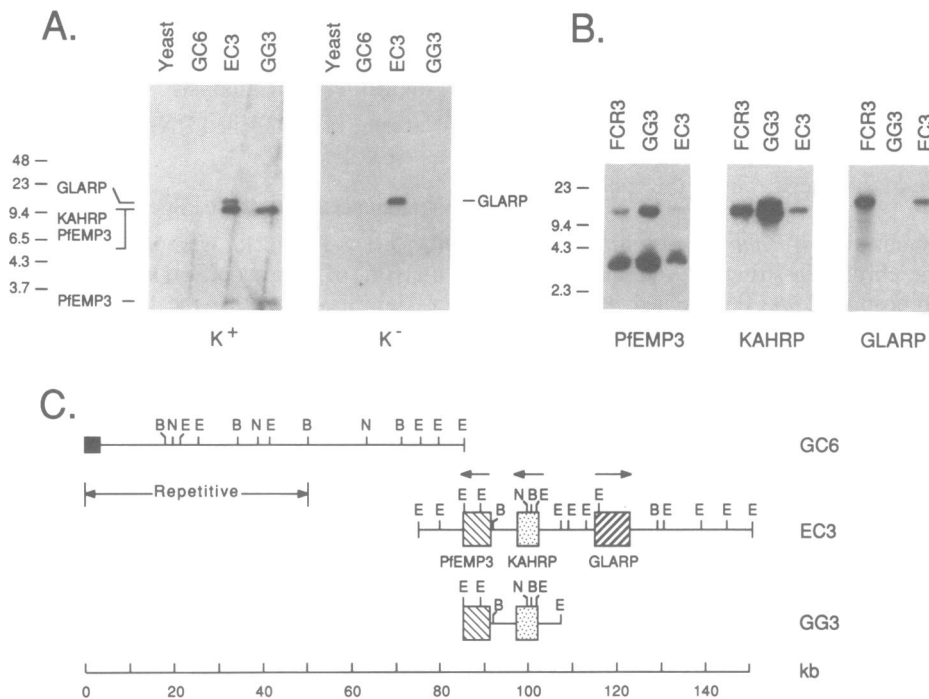 A.
Yeast GC6 EC3 GG3
Yeast GC6 EC3 GG3
48
23
GLARP
9.4
KAHRP
PfEMP3
6.5
4.3
3.7
PfEMP3
GLARP
K+
K-
B.
FCR3 GG3 EC3
FCR3 GG3 EC3
FCR3 GG3 EC3
23
9.4
4.3
2.3
PfEMP3
KAHRP
GLARP
C.
B N E E B N E B N B E E E
GC6
Repetitive
E E E E B N B E E E E E B E E E E
EC3
PfEMP3 KAHRP GLARP
E E B N B E E
GG3
0 20 40 60 80 100 120 140
kb